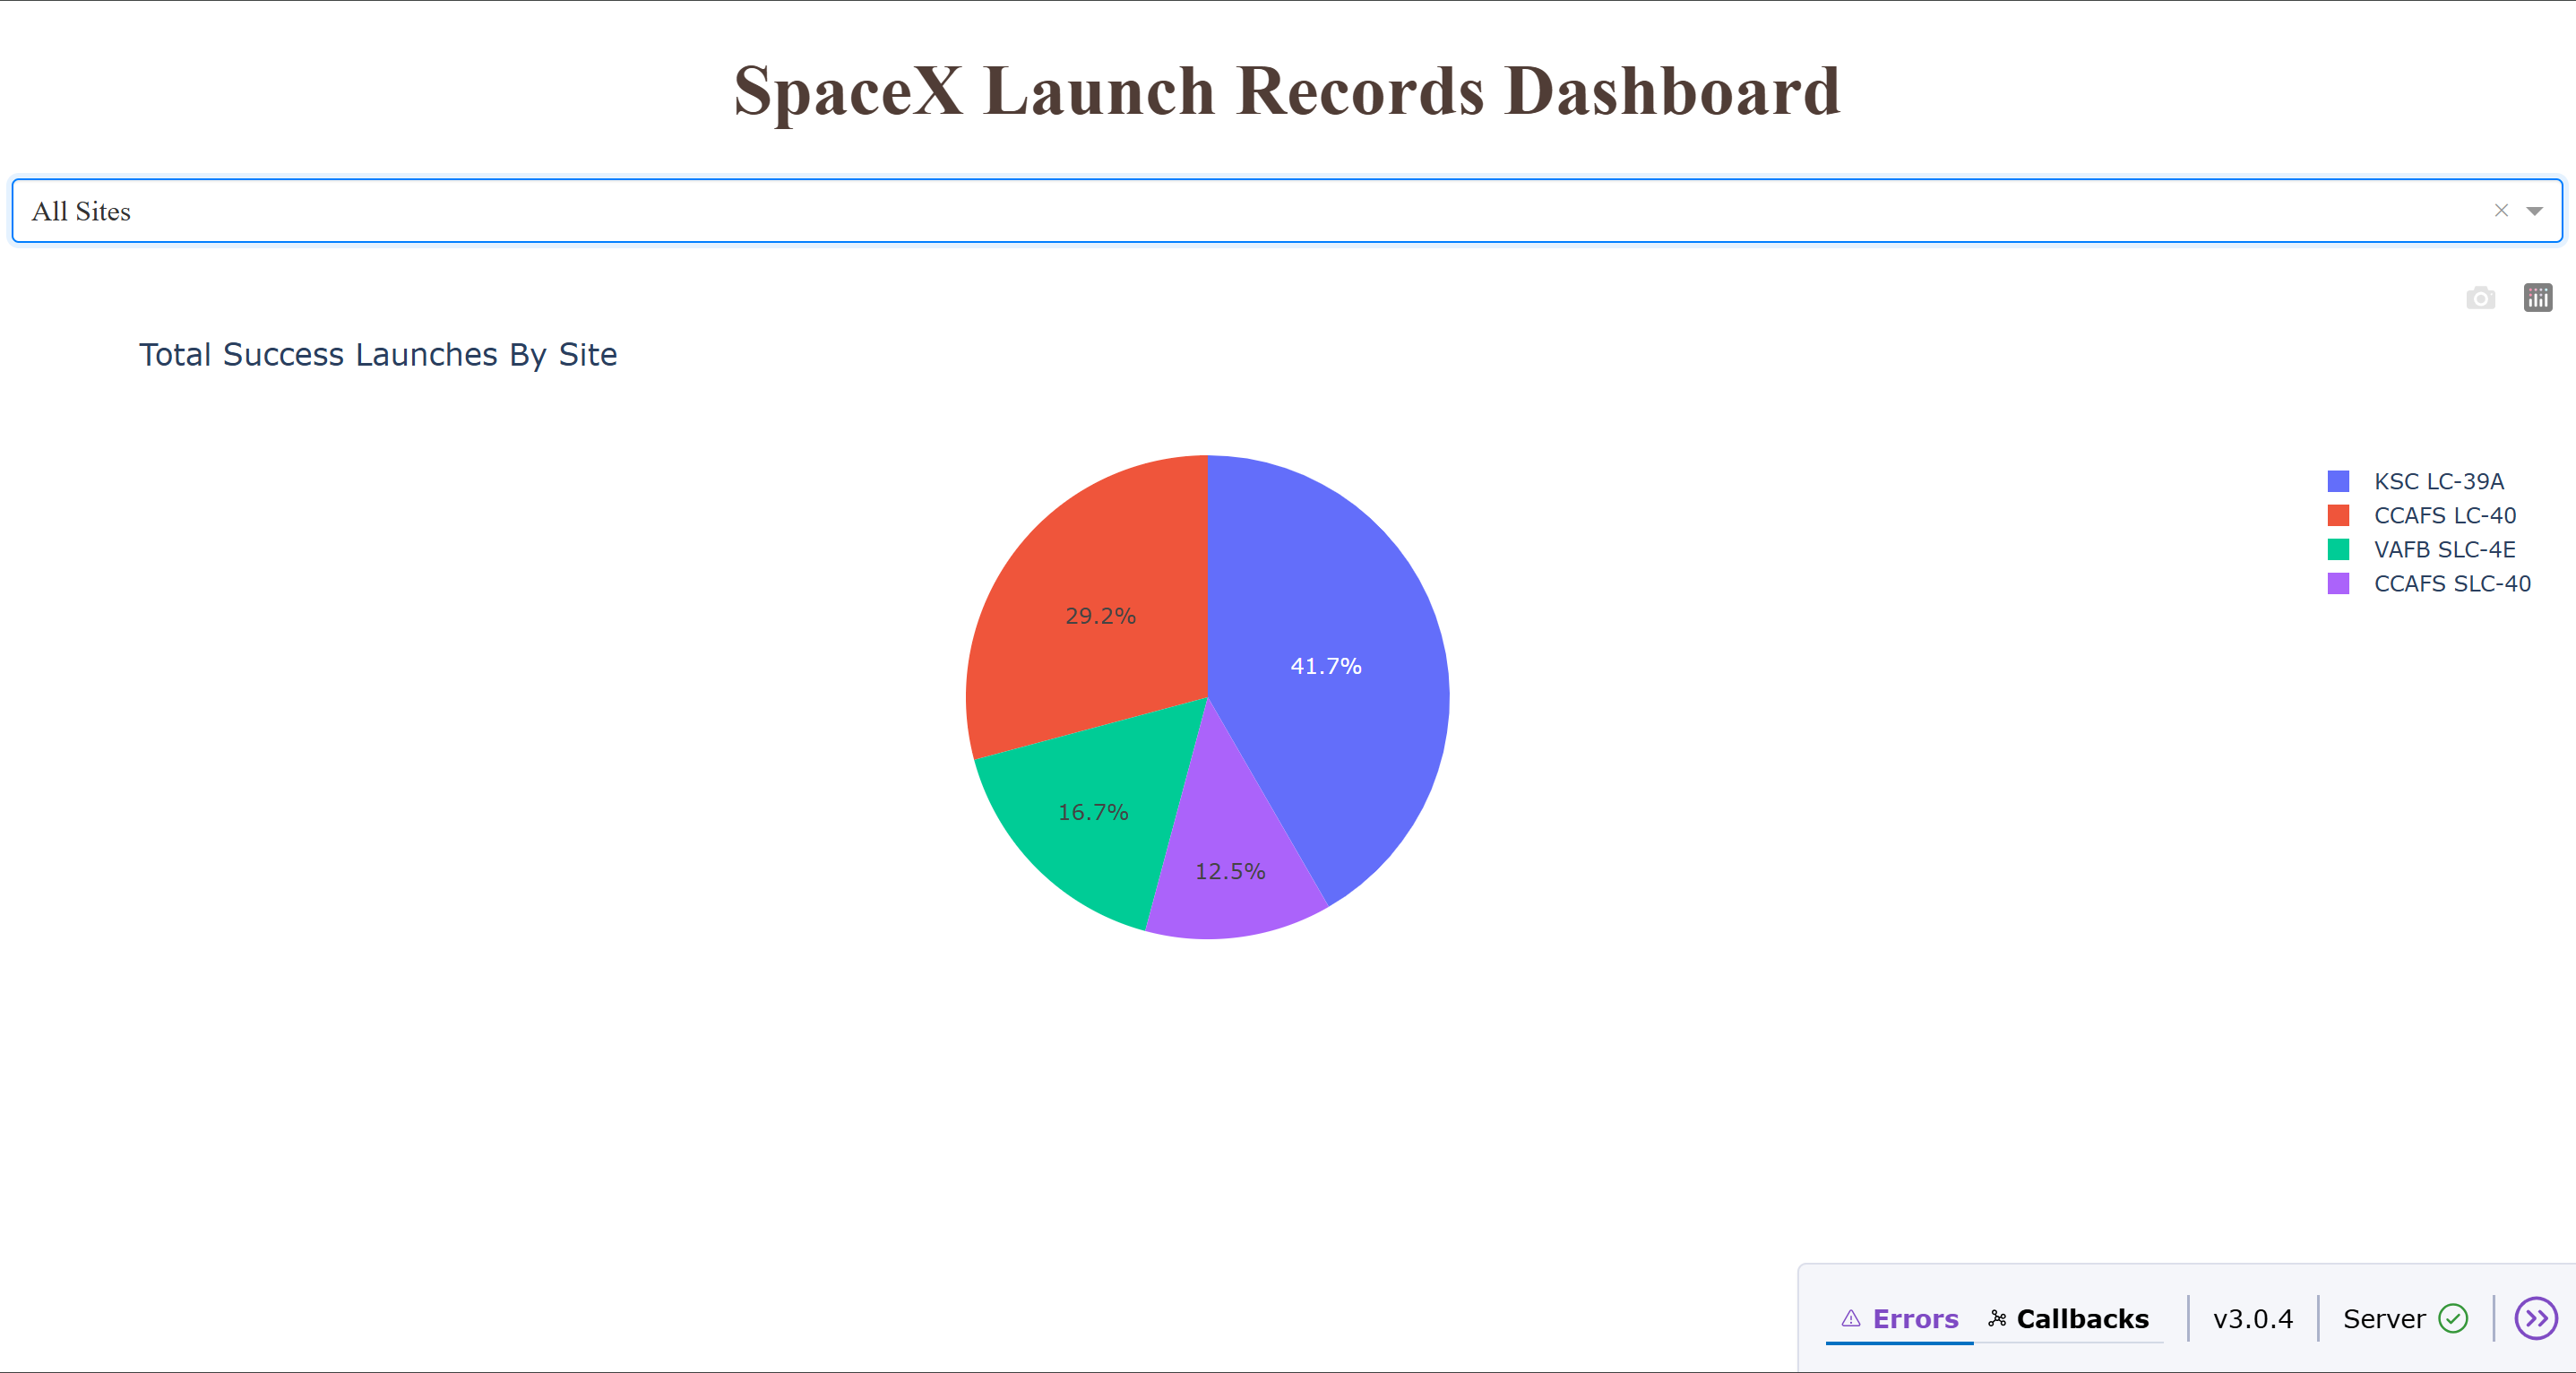 SpaceX Launch Records Dashboard
All Sites
Total Success Launches By Site
KSC LC-39A
CCAFS LC-40
VAFB SLC-4E
CCAFS SLC-40
29.2%
41.7%
16.7%
12.5%
Errors Callbacks v3.0.4 Server